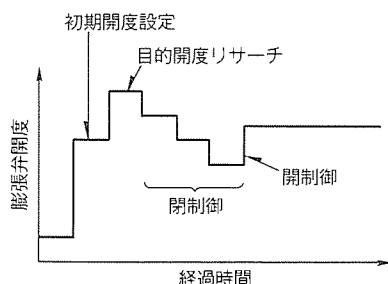 初期開度設定
目的開度リサーチ
膨張弁開度
開制御
閉制御
経過時間